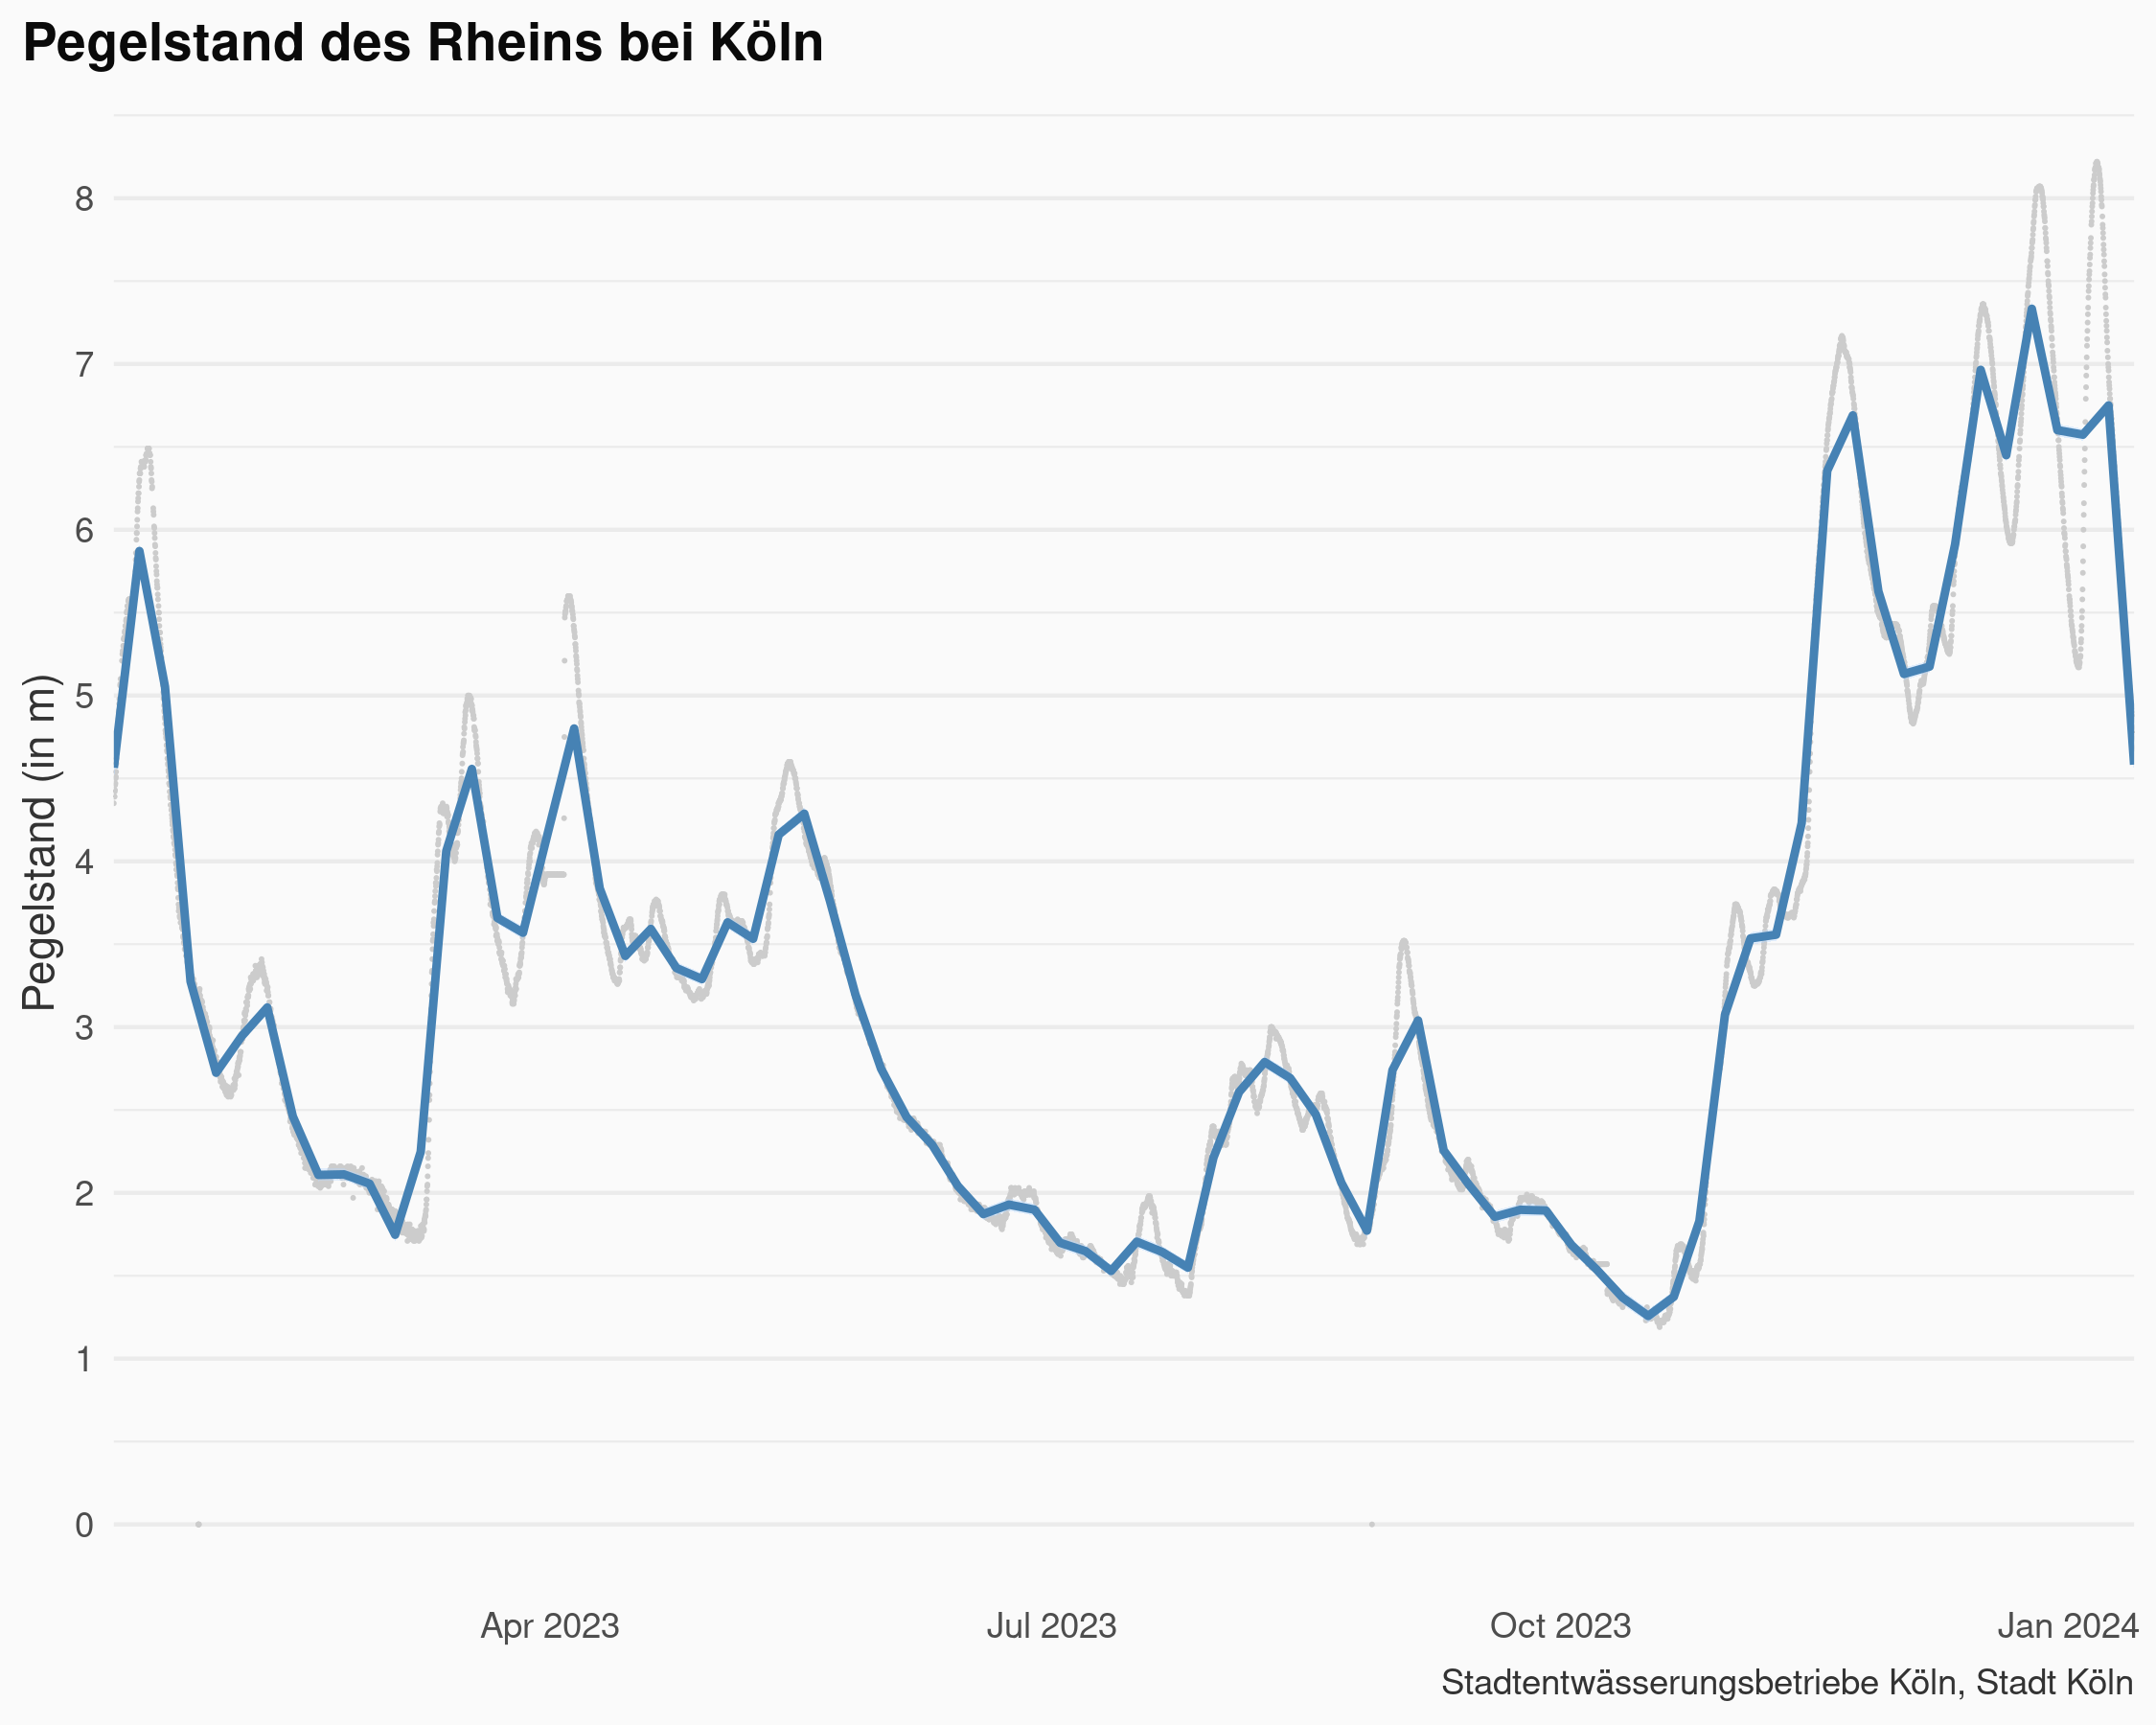 Pegelstand des Rheins bei Köln
Pegelstand (in m)
8
7
6
5
4
3
2
1
0
Apr 2023
Jul 2023
Oct 2023
Jan 2024
Stadtentwässerungsbetriebe Köln, Stadt Köln